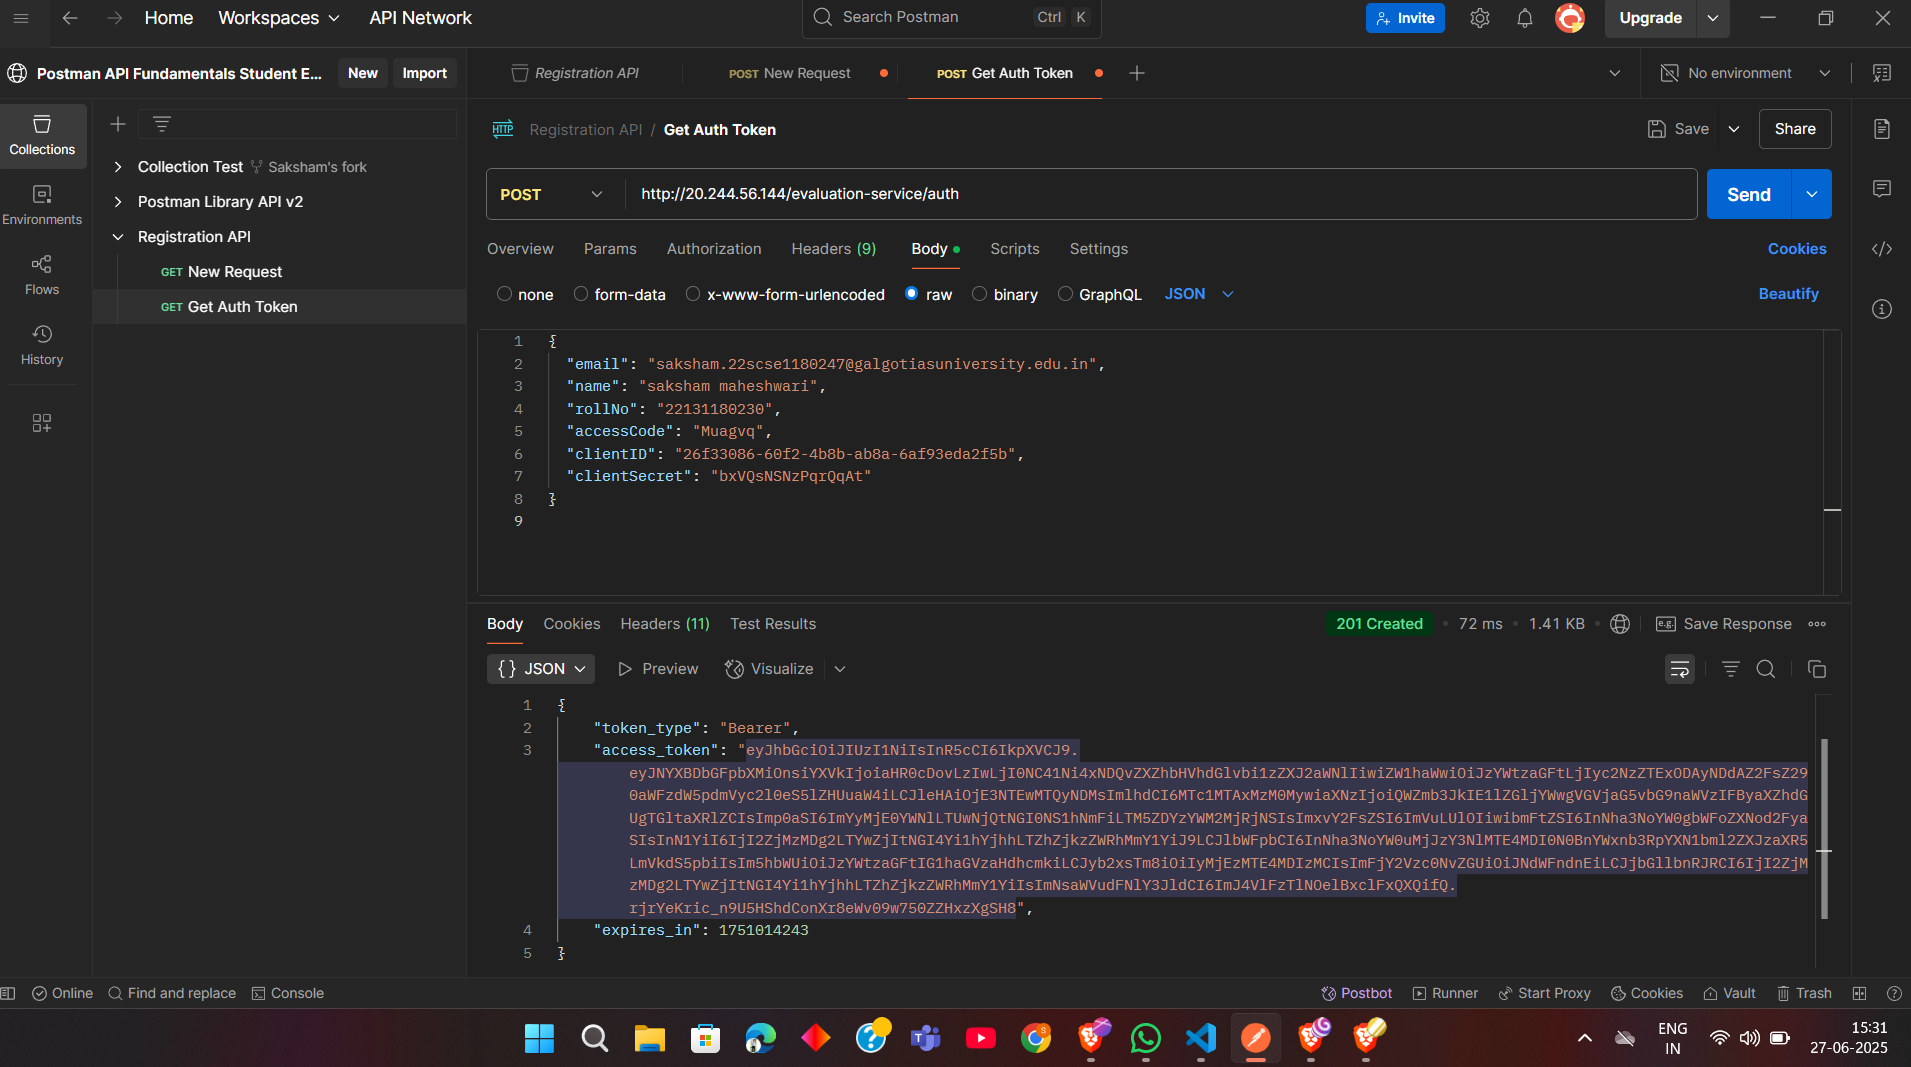 Home Workspaces API Network Search Postman Ctrl K Invite Upgrade
Postman API Fundamentals Student E... New Import
Registration API POST New Request POST Get Auth Token No environment
Collections
Environments
Flows
History
Collection Test Saksham's fork
Postman Library API v2
Registration API
GET New Request
GET Get Auth Token
HTTP Registration API / Get Auth Token Save Share
POST http://20.244.56.144/evaluation-service/auth Send
Overview Params Authorization Headers (9) Body Scripts Settings Cookies
none form-data x-www-form-urlencoded raw binary GraphQL JSON Beautify
1 {
2 "email": "saksham.22scse1180247@galgotiasuniversity.edu.in",
3 "name": "saksham maheshwari",
4 "rollNo": "22131180230",
5 "accessCode": "Muagvq",
6 "clientID": "26f33086-60f2-4b8b-ab8a-6af93eda2f5b",
7 "clientSecret": "bxVQsNSNzPqrQqAt"
8 }
9
Body Cookies Headers (11) Test Results 201 Created 72 ms 1.41 KB e.g. Save Response
{} JSON Preview Visualize
1 {
2 "token_type": "Bearer",
3 "access_token": "eyJhbGciOiJIUzI1NiIsInR5cCI6IkpXVCJ9.
4 "expires_in": 1751014243
5 }
Online Find and replace Console Postbot Runner Start Proxy Cookies Vault Trash
ENG
IN
15:31
27-06-2025